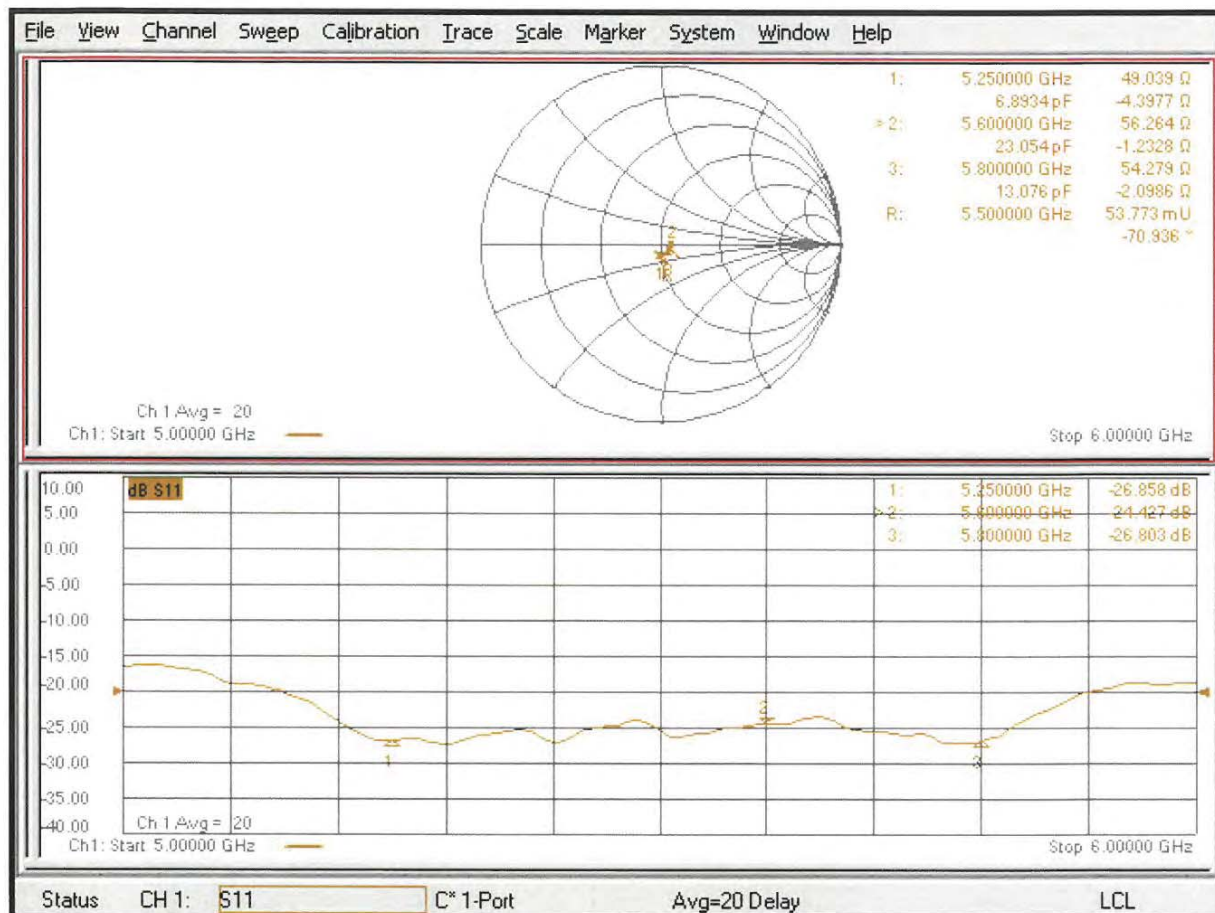 File View Channel Sweep Calibration Trace Scale Marker System Window Help
1: 5.250000 GHz 49.039 Ω
6.8934 pF -4.3977 Ω
>2: 5.600000 GHz 56.264 Ω
23.054 pF -1.2328 Ω
3: 5.800000 GHz 54.279 Ω
13.076 pF -2.0986 Ω
R: 5.500000 GHz 53.773 mU
-70.936 °
2
Ch 1 Avg = 20
Ch1: Start 5.00000 GHz Stop 6.00000 GHz
dB S11
1: 5.250000 GHz -26.858 dB
>2: 5.600000 GHz -24.427 dB
3: 5.800000 GHz -26.803 dB
10.00
5.00
0.00
-5.00
-10.00
-15.00
-20.00
-25.00
-30.00
-35.00
-40.00
1
2
3
Ch 1 Avg = 20
Ch1: Start 5.00000 GHz Stop 6.00000 GHz
Status CH 1: S11 C* 1-Port Avg=20 Delay LCL